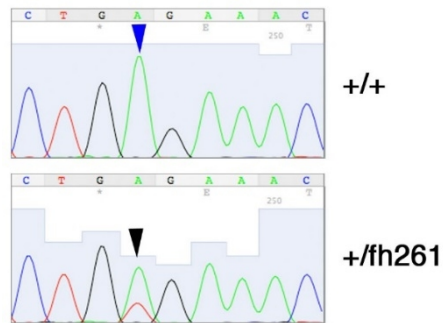 C T G A G A A A C
* E T
250
+/+
C T G A G A A A C
* E T
250
+/fh261